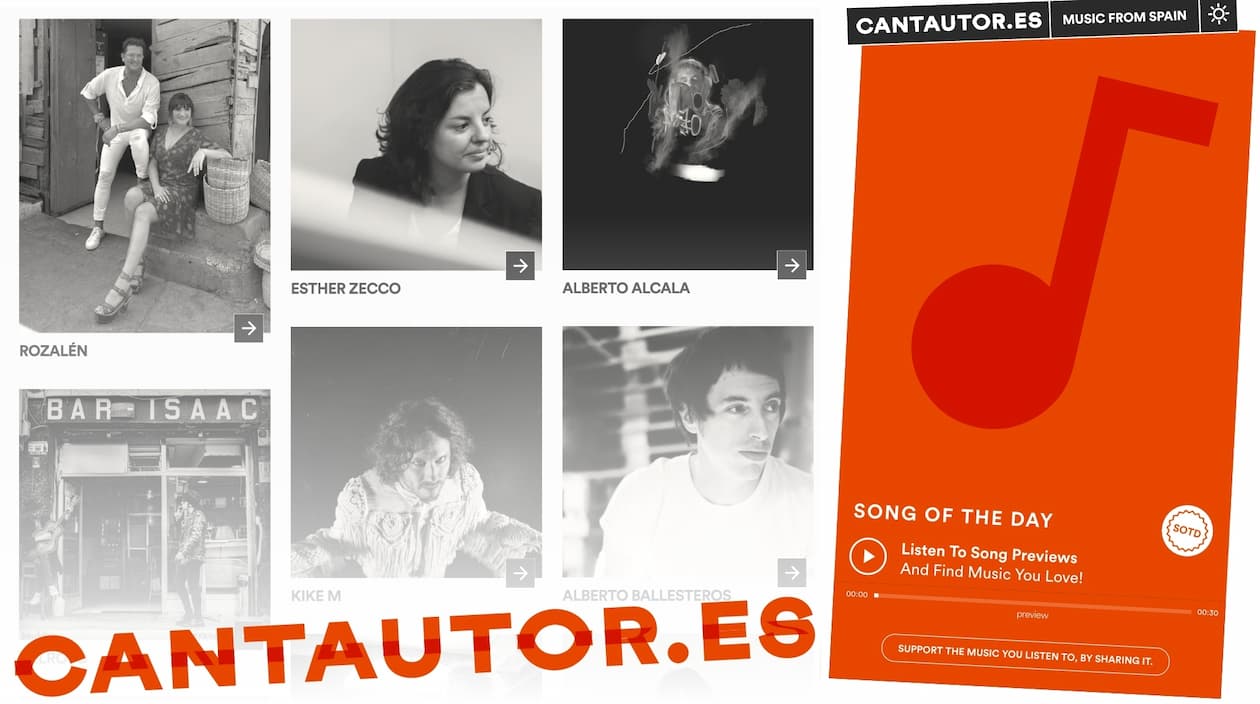 ROZALÉN
ESTHER ZECCO
ALBERTO ALCALA
BAR-ISAAC
KIKE M
ALBERTO BALLESTEROS
CANTAUTOR.ES
CANTAUTOR.ES
MUSIC FROM SPAIN
SONG OF THE DAY
SOTD
Listen To Song Previews
And Find Music You Love!
00:00
00:30
preview
SUPPORT THE MUSIC YOU LISTEN TO, BY SHARING IT.